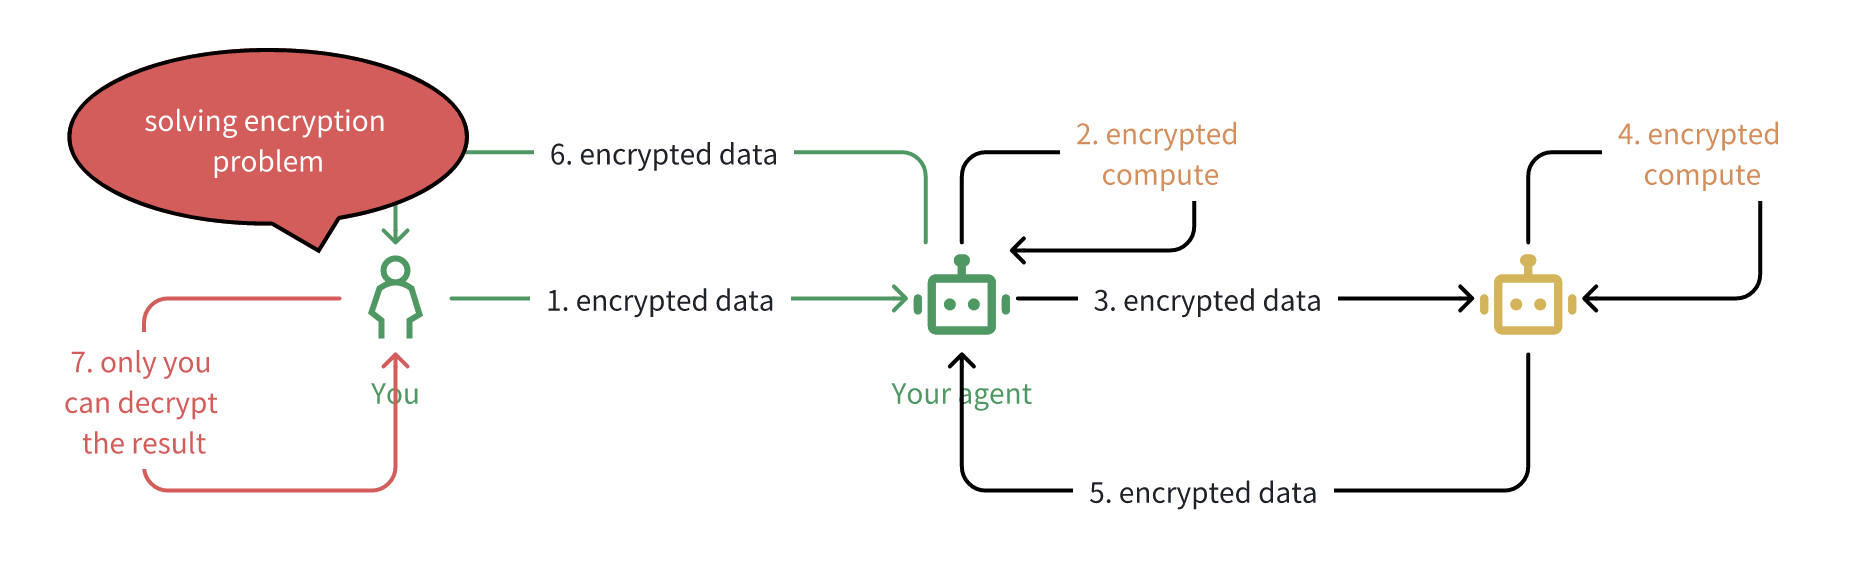 solving encryption
problem
6. encrypted data
2. encrypted
compute
4. encrypted
compute
1. encrypted data
3. encrypted data
7. only you
can decrypt
the result
You
Your agent
5. encrypted data